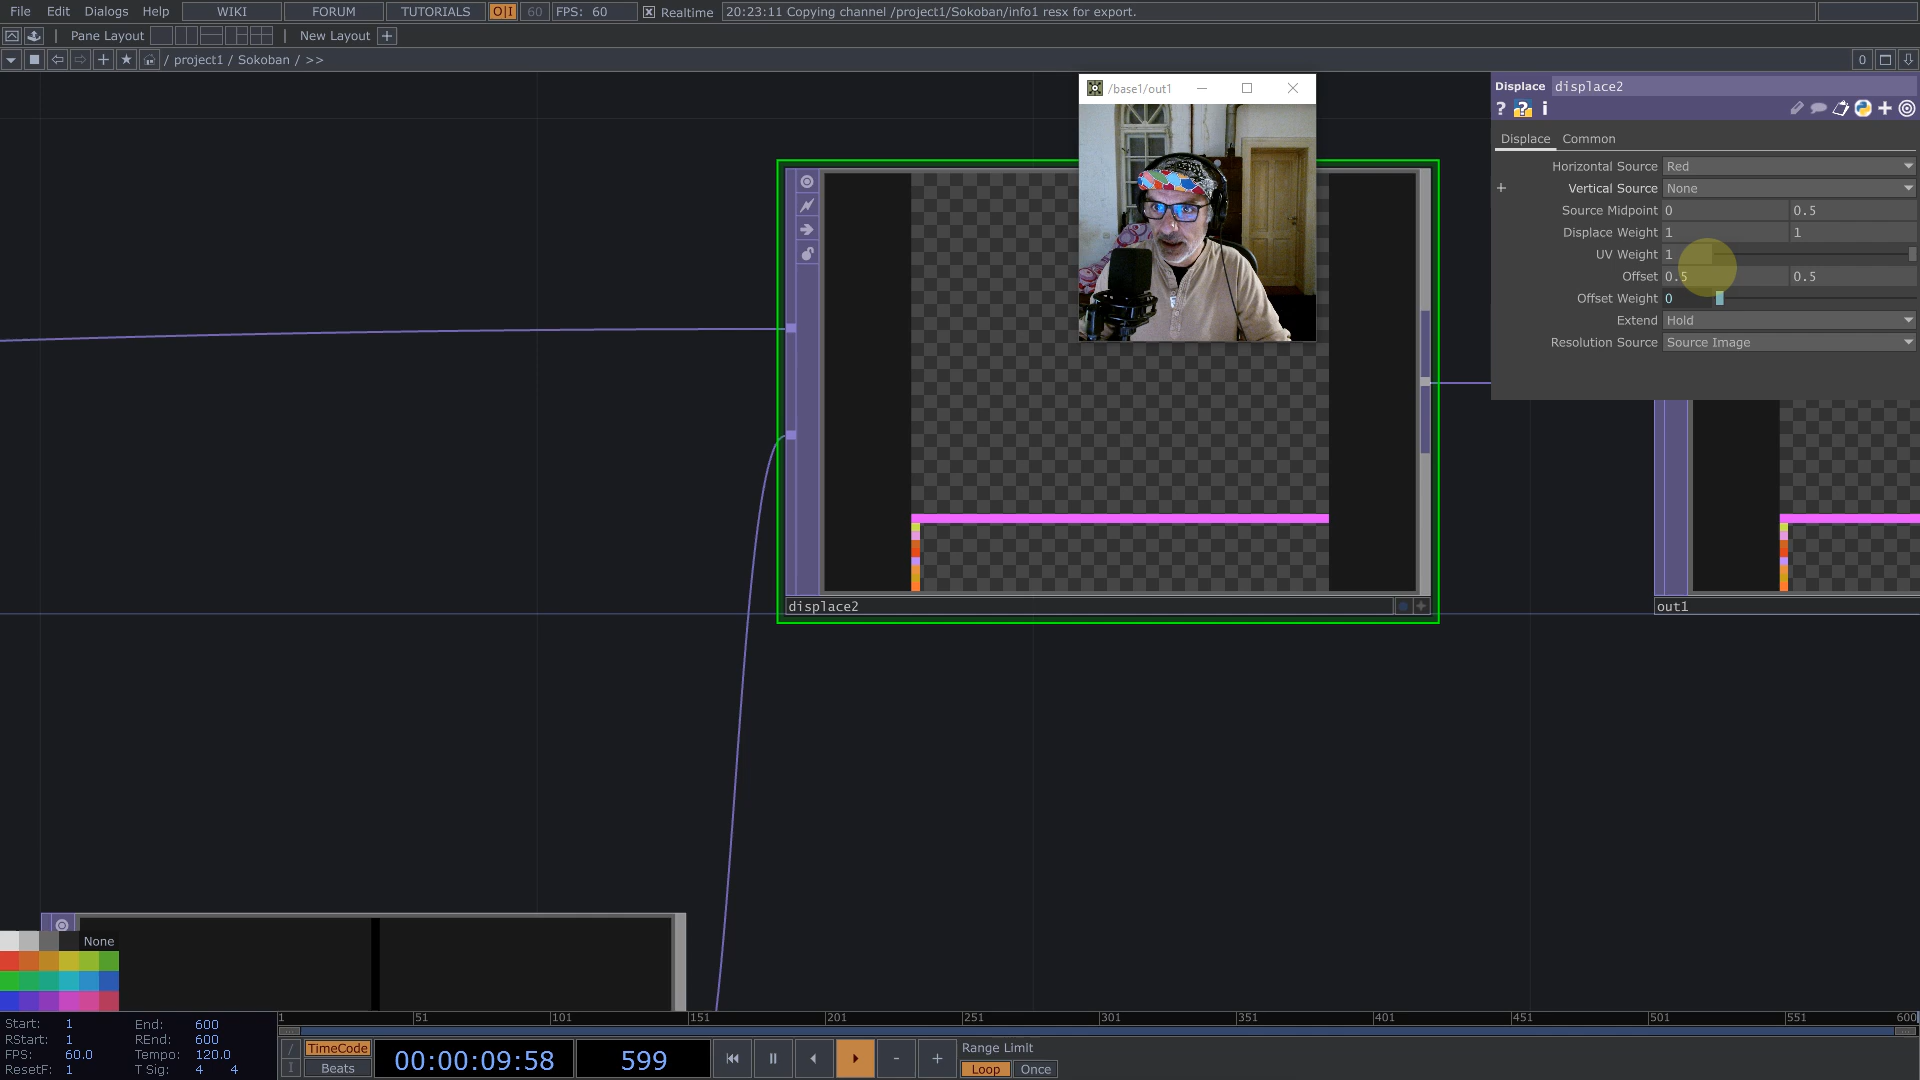 File Edit Dialogs Help WIKI FORUM TUTORIALS O|I 60 FPS: 60 Realtime 20:23:11 Copying channel /project1/Sokoban/info1 resx for export.
Pane Layout New Layout +
/ project1 / Sokoban / >> 0
/base1/out1
Displace displace2
? ? i
Displace Common
Horizontal Source Red
+ Vertical Source None
Source Midpoint 0 0.5
Displace Weight 1 1
UV Weight 1
Offset 0.5 0.5
Offset Weight 0
Extend Hold
Resolution Source Source Image
displace2
out1
None
1 51 101 151 201 251 301 351 401 451 501 551 600
Start: 1 End: 600
RStart: 1 REnd: 600
FPS: 60.0 Tempo: 120.0
ResetF: 1 T Sig: 4 4
TimeCode
Beats
00:00:09:58
599
- +
Range Limit
Loop Once